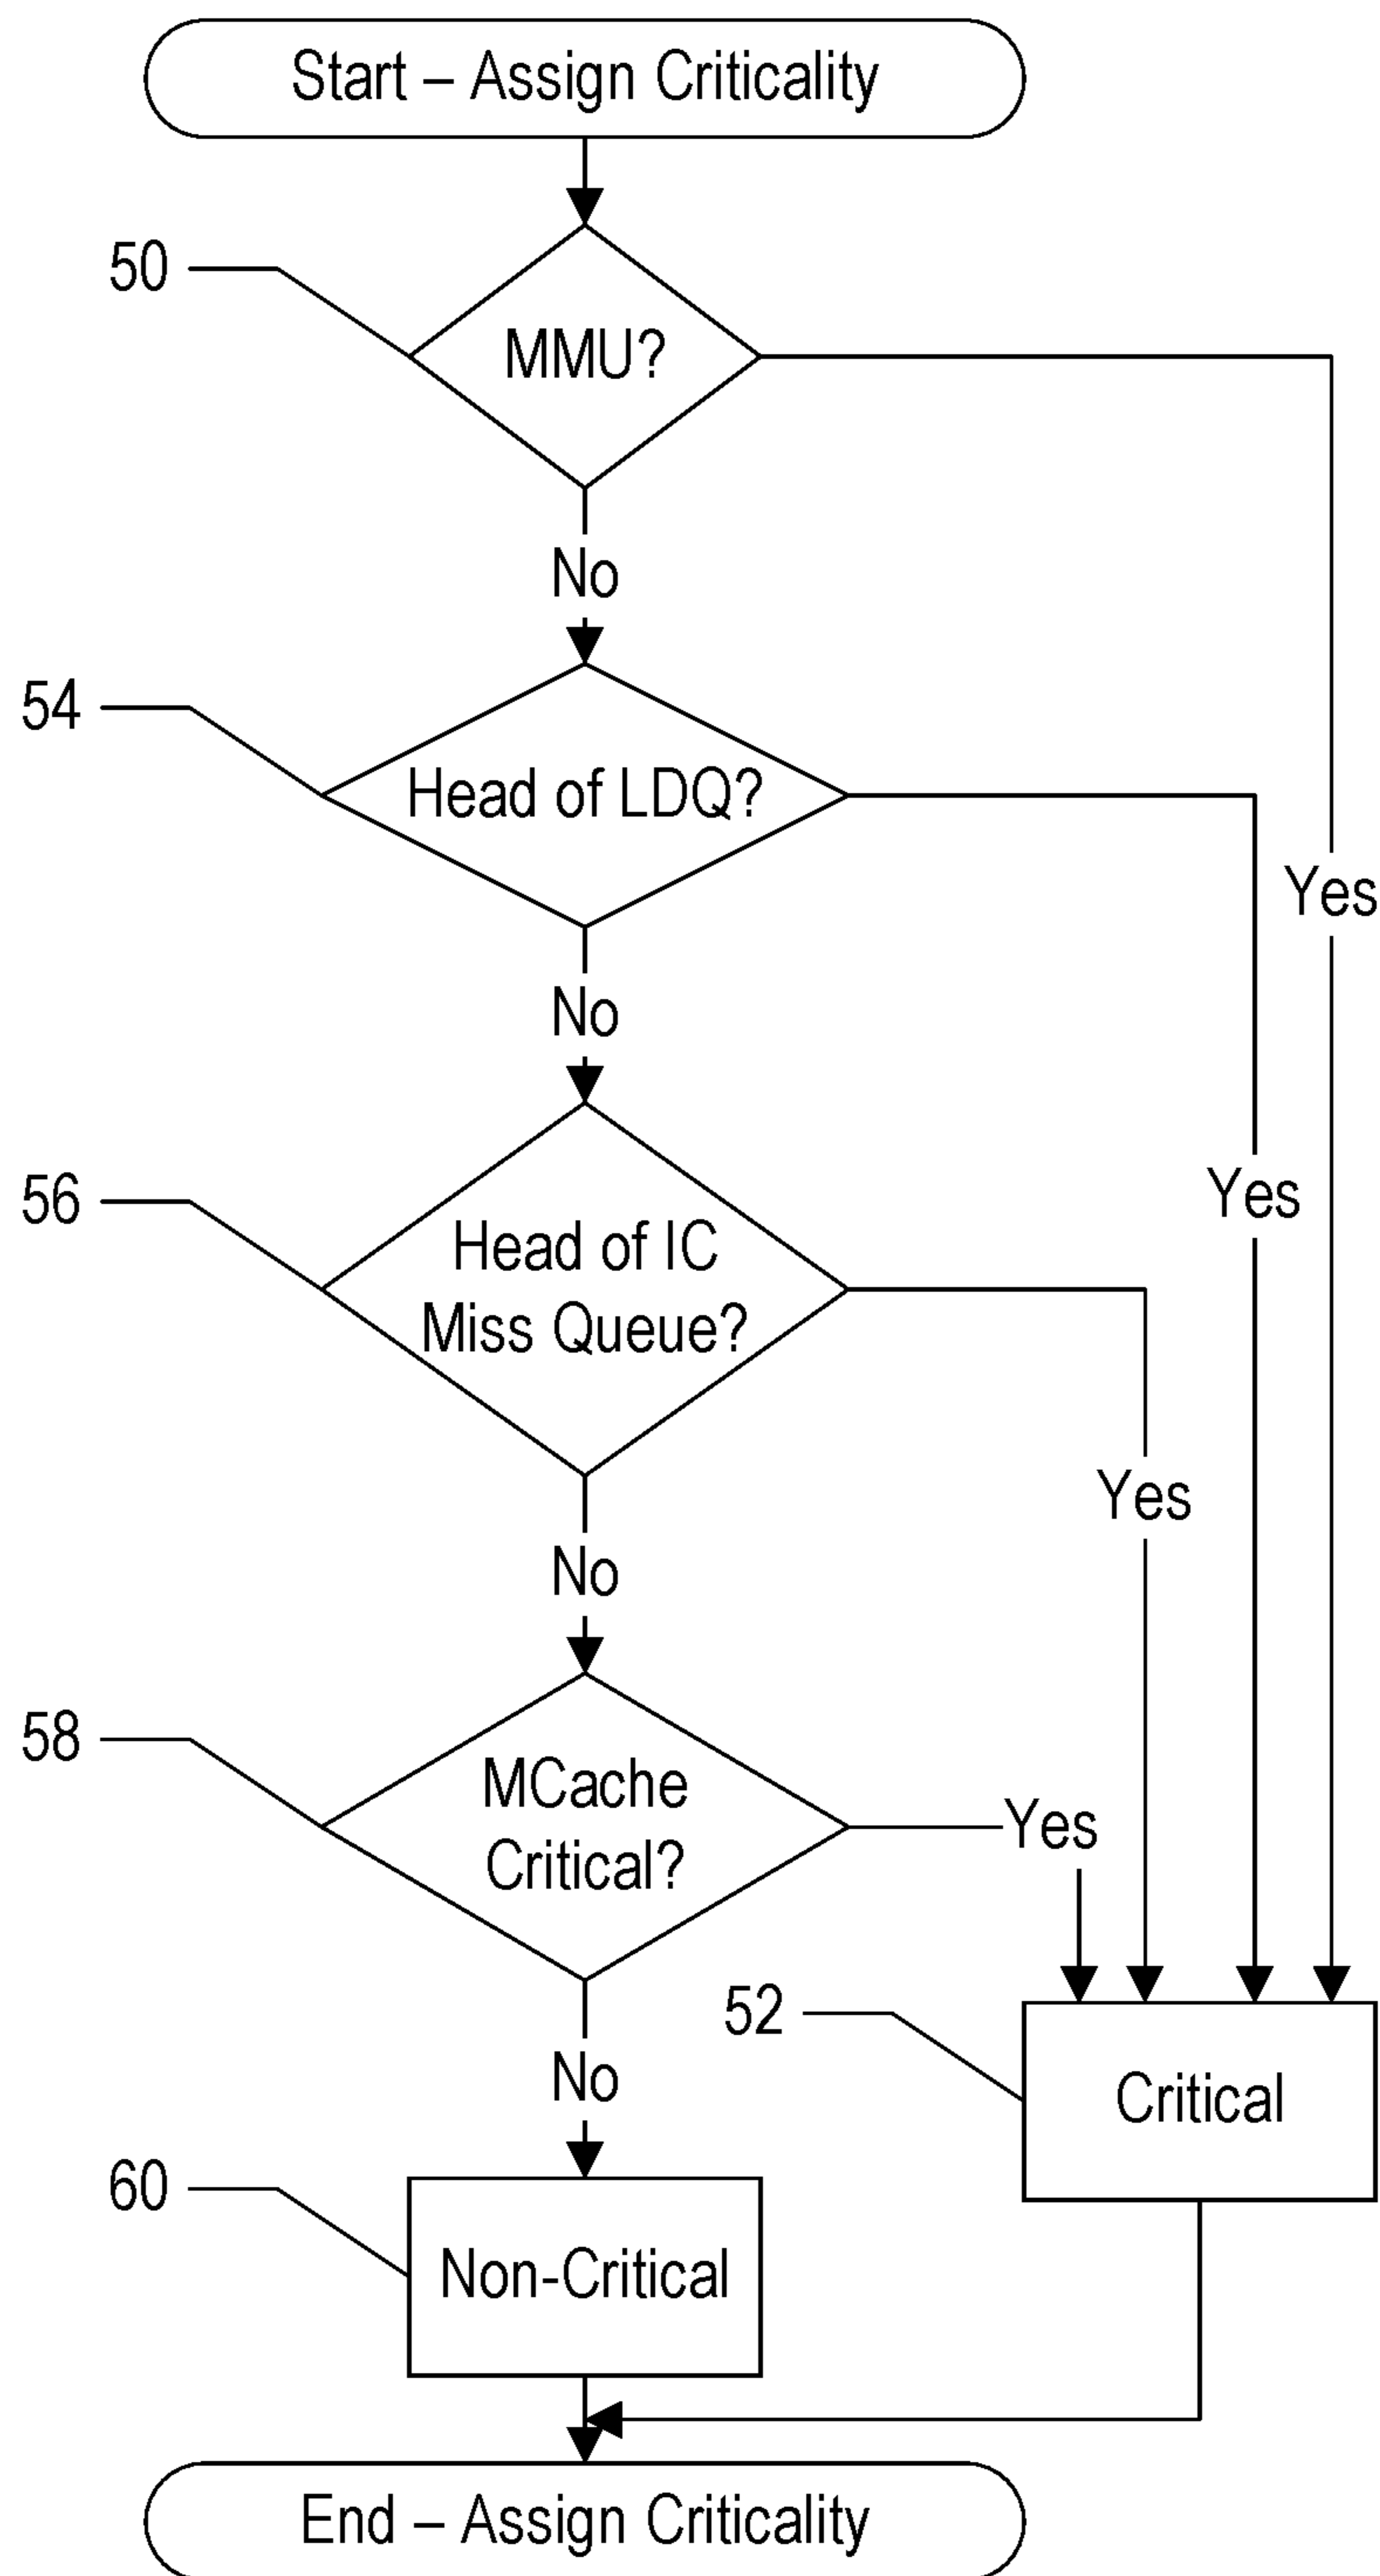 Start – Assign Criticality
50
MMU?
No
54
Head of LDQ?
Yes
No
Yes
56
Head of IC
Miss Queue?
Yes
No
58
MCache
Critical?
Yes
52
No
Critical
60
Non-Critical
End – Assign Criticality